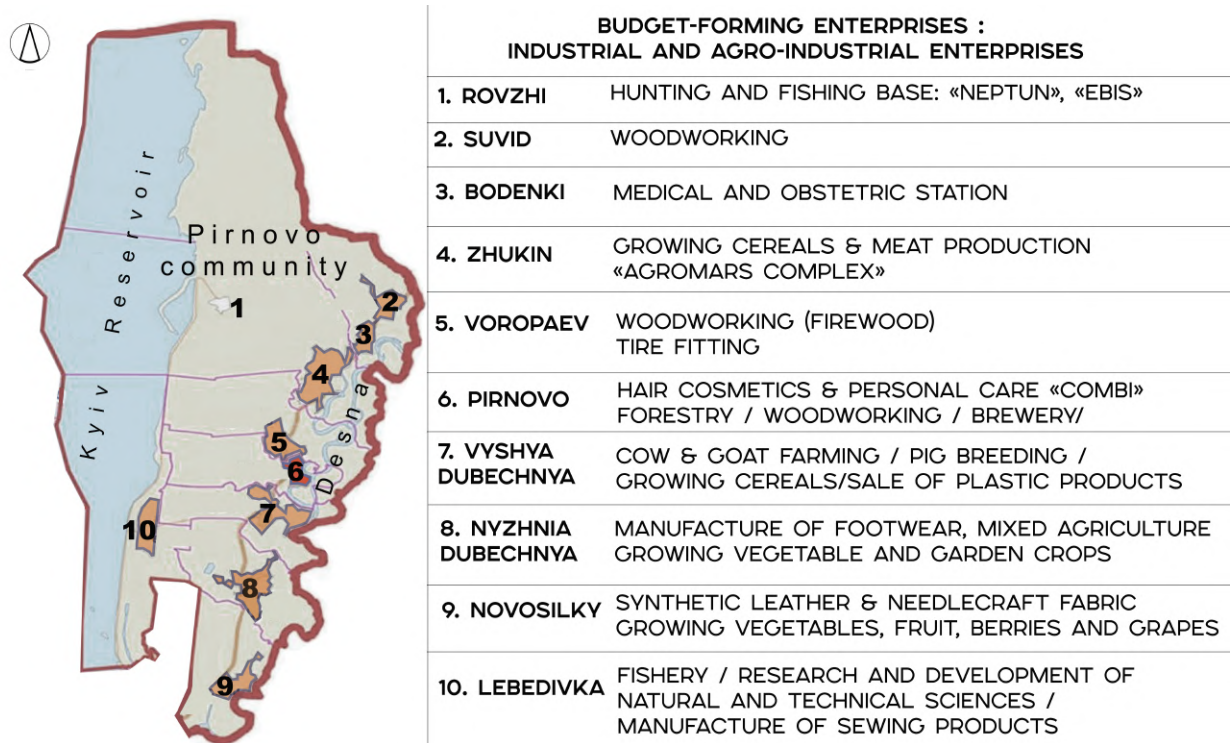 BUDGET-FORMING ENTERPRISES :
INDUSTRIAL AND AGRO-INDUSTRIAL ENTERPRISES
1. ROVZHI HUNTING AND FISHING BASE: «NEPTUN», «EBIS»
2. SUVID WOODWORKING
3. BODENKI MEDICAL AND OBSTETRIC STATION
4. ZHUKIN GROWING CEREALS & MEAT PRODUCTION
«AGROMARS COMPLEX»
5. VOROPAEV WOODWORKING (FIREWOOD)
TIRE FITTING
6. PIRNOVO HAIR COSMETICS & PERSONAL CARE «COMBI»
FORESTRY / WOODWORKING / BREWERY/
7. VYSHYA COW & GOAT FARMING / PIG BREEDING /
DUBECHNYA GROWING CEREALS/SALE OF PLASTIC PRODUCTS
8. NYZHNIA MANUFACTURE OF FOOTWEAR, MIXED AGRICULTURE
DUBECHNYA GROWING VEGETABLE AND GARDEN CROPS
9. NOVOSILKY SYNTHETIC LEATHER & NEEDLECRAFT FABRIC
GROWING VEGETABLES, FRUIT, BERRIES AND GRAPES
10. LEBEDIVKA FISHERY / RESEARCH AND DEVELOPMENT OF
NATURAL AND TECHNICAL SCIENCES /
MANUFACTURE OF SEWING PRODUCTS
Kyiv Reservoir
Pirnovo
community
Desna
1
2
3
4
5
6
7
10
8
9